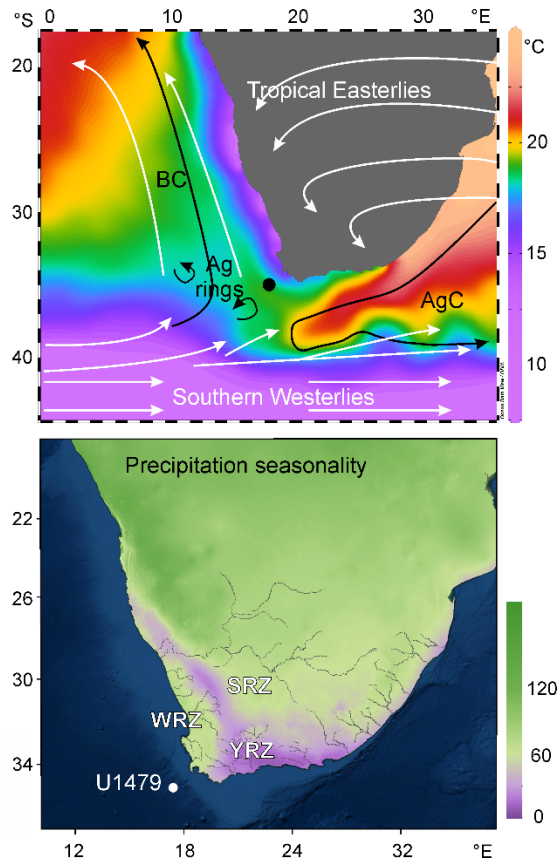 °S 0 10 20 30 °E
°C
20
Tropical Easterlies
20
BC
30
15
Ag
rings
AgC
40
10
Southern Westerlies
Precipitation seasonality
22
26
120
30
SRZ
WRZ
YRZ
34
U1479
0
12 18 24 32 °E